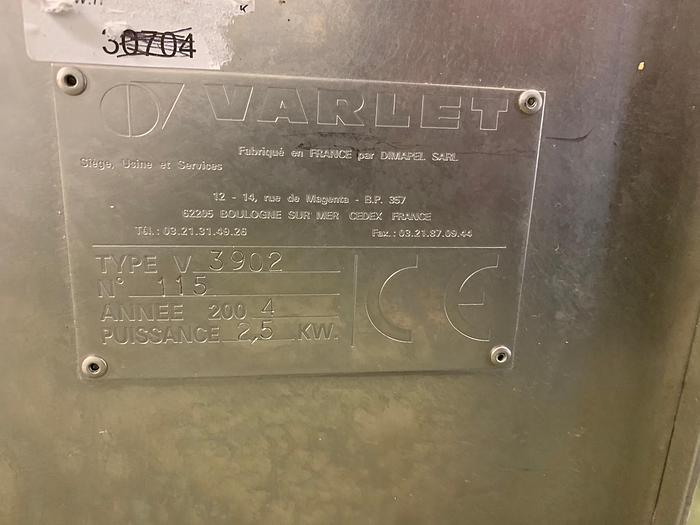 30704
VARLET
Fabriqué en FRANCE par DIMAPEL SARL
Siège, Usine et Services
12 - 14, rue de Magenta - B.P. 357
62205 BOULOGNE SUR MER CEDEX FRANCE
Tél.: 03.21.31.49.26 Fax.: 03.21.87.09.44
TYPE V 3902
N° 115
ANNEE 2004
PUISSANCE 2,5 KW.
CE